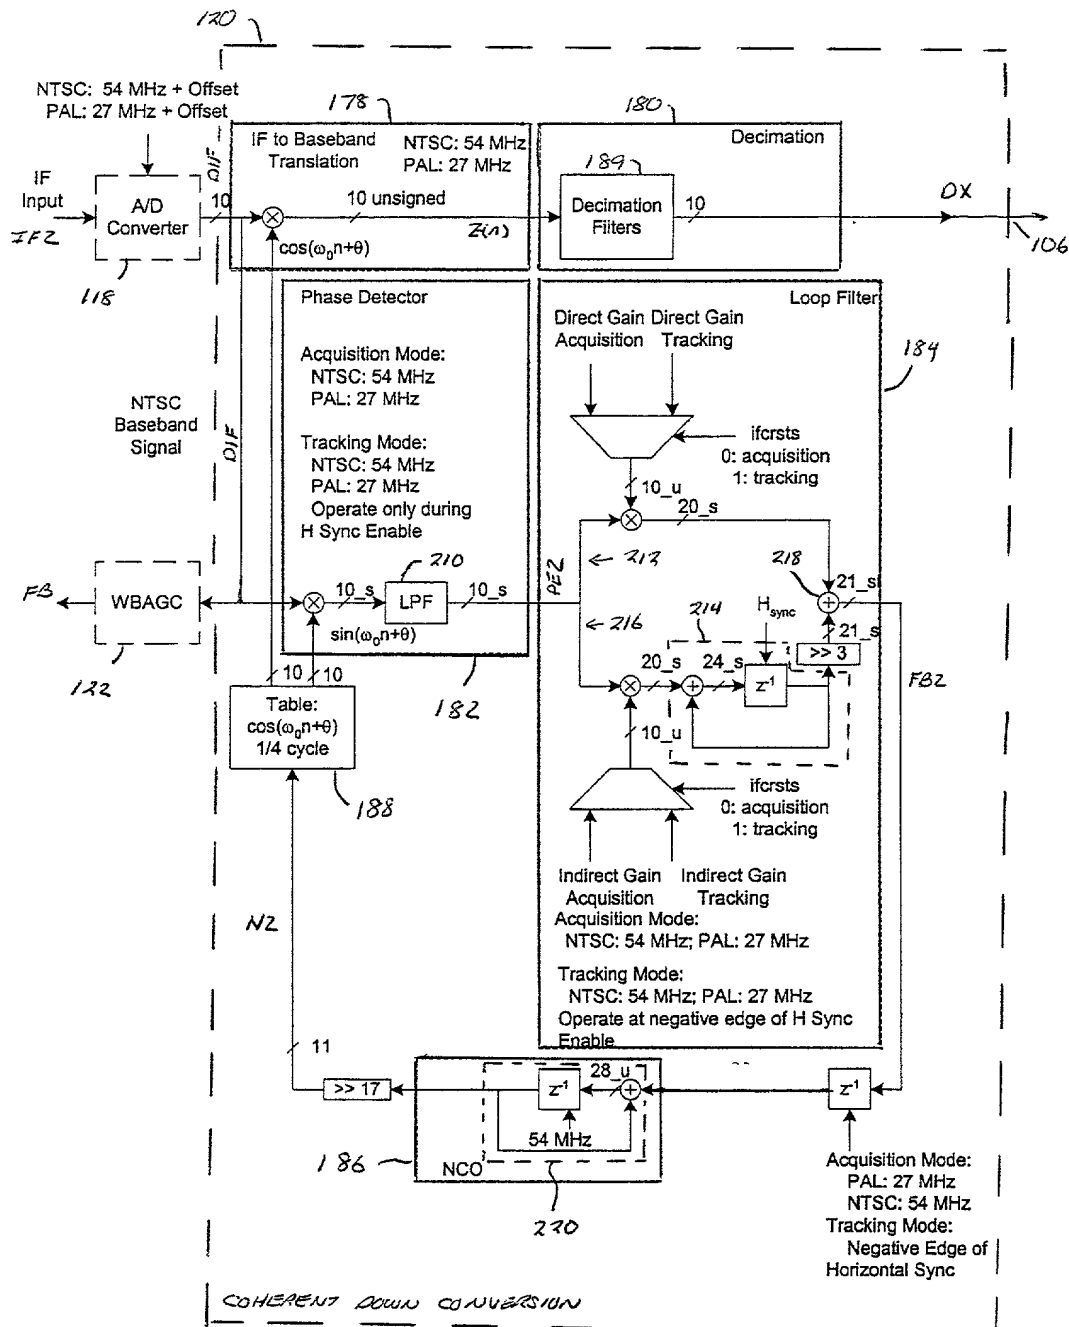 120
NTSC: 54 MHz + Offset
PAL: 27 MHz + Offset
178
180
DIF
IF to Baseband
Translation
NTSC: 54 MHz
PAL: 27 MHz
Decimation
IF
Input
IF2
A/D
Converter
118
10
10 unsigned
Z(n)
cos(ω₀n+θ)
189
Decimation
Filters
10
DX
106
Phase Detector
Acquisition Mode:
NTSC: 54 MHz
PAL: 27 MHz
Tracking Mode:
NTSC: 54 MHz
PAL: 27 MHz
Operate only during
H Sync Enable
NTSC
Baseband
Signal
DIF
Loop Filter
184
Direct Gain
Acquisition
Direct Gain
Tracking
ifcrsts
0: acquisition
1: tracking
10_u
20_s
212
218
21_s
FB
WBAGC
122
10_s
210
LPF
10_s
sin(ω₀n+θ)
182
PE2
216
214
Hsync
21_s
>> 3
FB2
20_s
24_s
z⁻¹
10_u
10
10
Table:
cos(ω₀n+θ)
1/4 cycle
188
ifcrsts
0: acquisition
1: tracking
Indirect Gain
Acquisition
Indirect Gain
Tracking
Acquisition Mode:
NTSC: 54 MHz; PAL: 27 MHz
Tracking Mode:
NTSC: 54 MHz; PAL: 27 MHz
Operate at negative edge of H Sync
Enable
N2
11
>> 17
z⁻¹
28_u
54 MHz
NCO
186
220
z⁻¹
Acquisition Mode:
PAL: 27 MHz
NTSC: 54 MHz
Tracking Mode:
Negative Edge of
Horizontal Sync
COHERENT DOWN CONVERSION